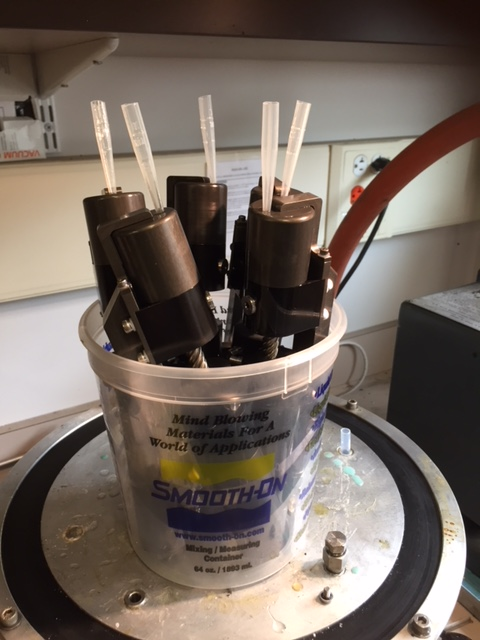 VACUUM
Mind Blowing
Materials For A
World of Applications
SMOOTH-ON
www.smooth-on.com
Mixing / Measuring
Container
64 oz. / 1893 ml.